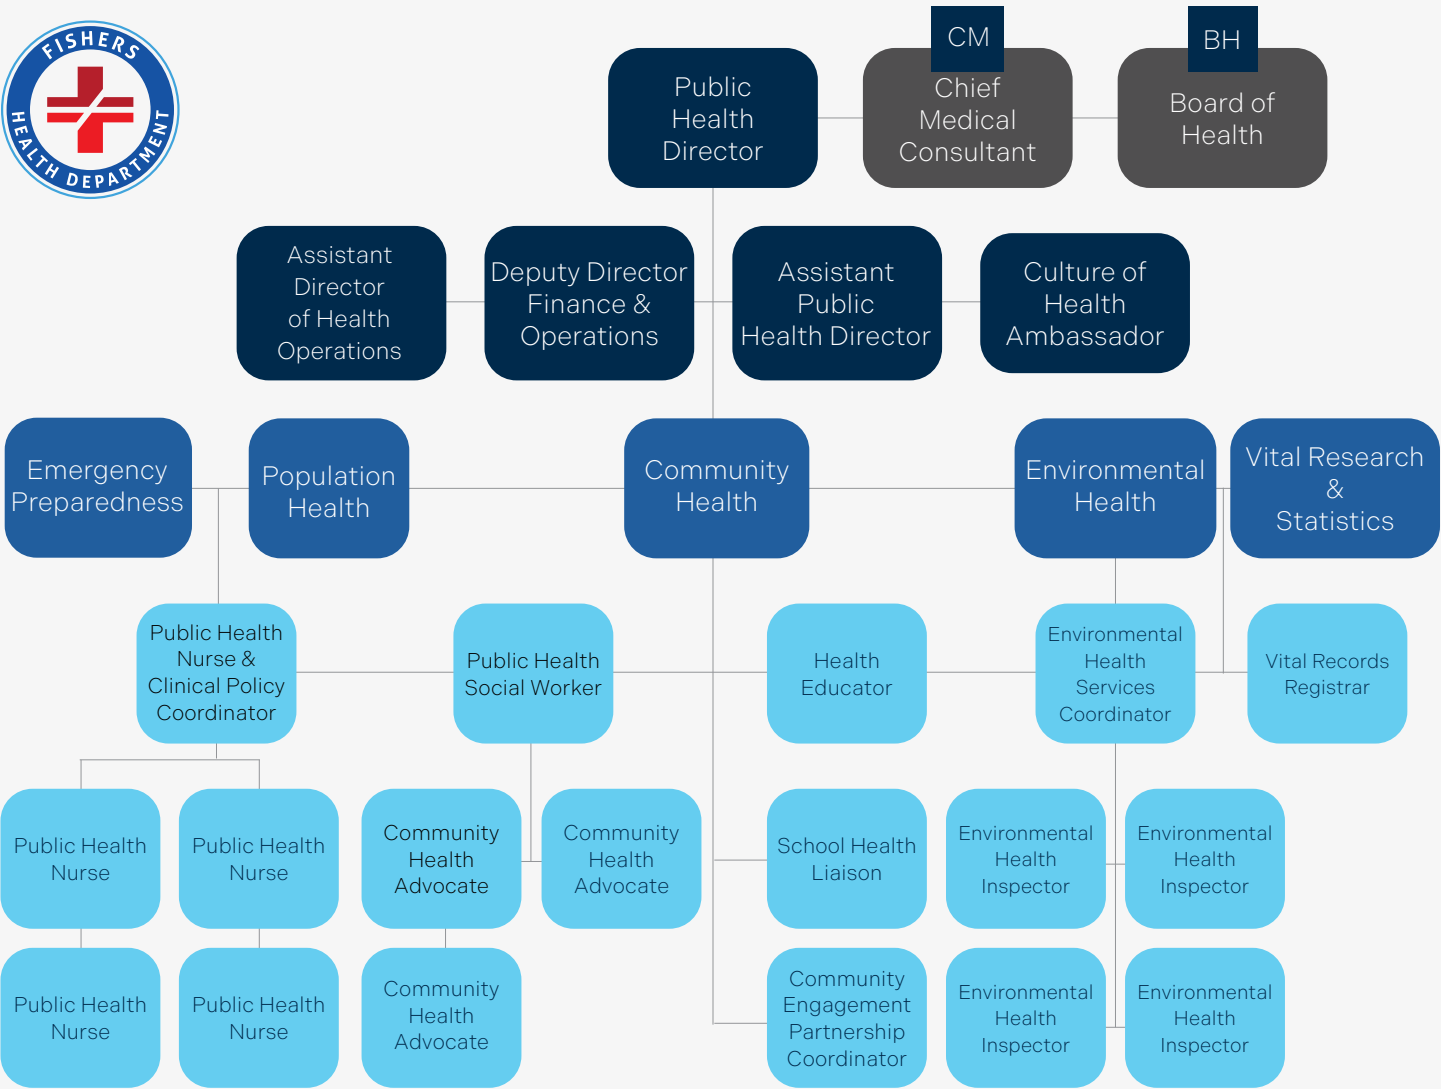 FISHERS
HEALTH DEPARTMENT
CM
BH
Public
Health
Director
Chief
Medical
Consultant
Board of
Health
Assistant
Director
of Health
Operations
Deputy Director
Finance &
Operations
Assistant
Public
Health Director
Culture of
Health
Ambassador
Emergency
Preparedness
Population
Health
Community
Health
Environmental
Health
Vital Research
&
Statistics
Public Health
Nurse &
Clinical Policy
Coordinator
Public Health
Social Worker
Health
Educator
Environmental
Health
Services
Coordinator
Vital Records
Registrar
Public Health
Nurse
Public Health
Nurse
Community
Health
Advocate
Community
Health
Advocate
School Health
Liaison
Environmental
Health
Inspector
Environmental
Health
Inspector
Public Health
Nurse
Public Health
Nurse
Community
Health
Advocate
Community
Engagement
Partnership
Coordinator
Environmental
Health
Inspector
Environmental
Health
Inspector